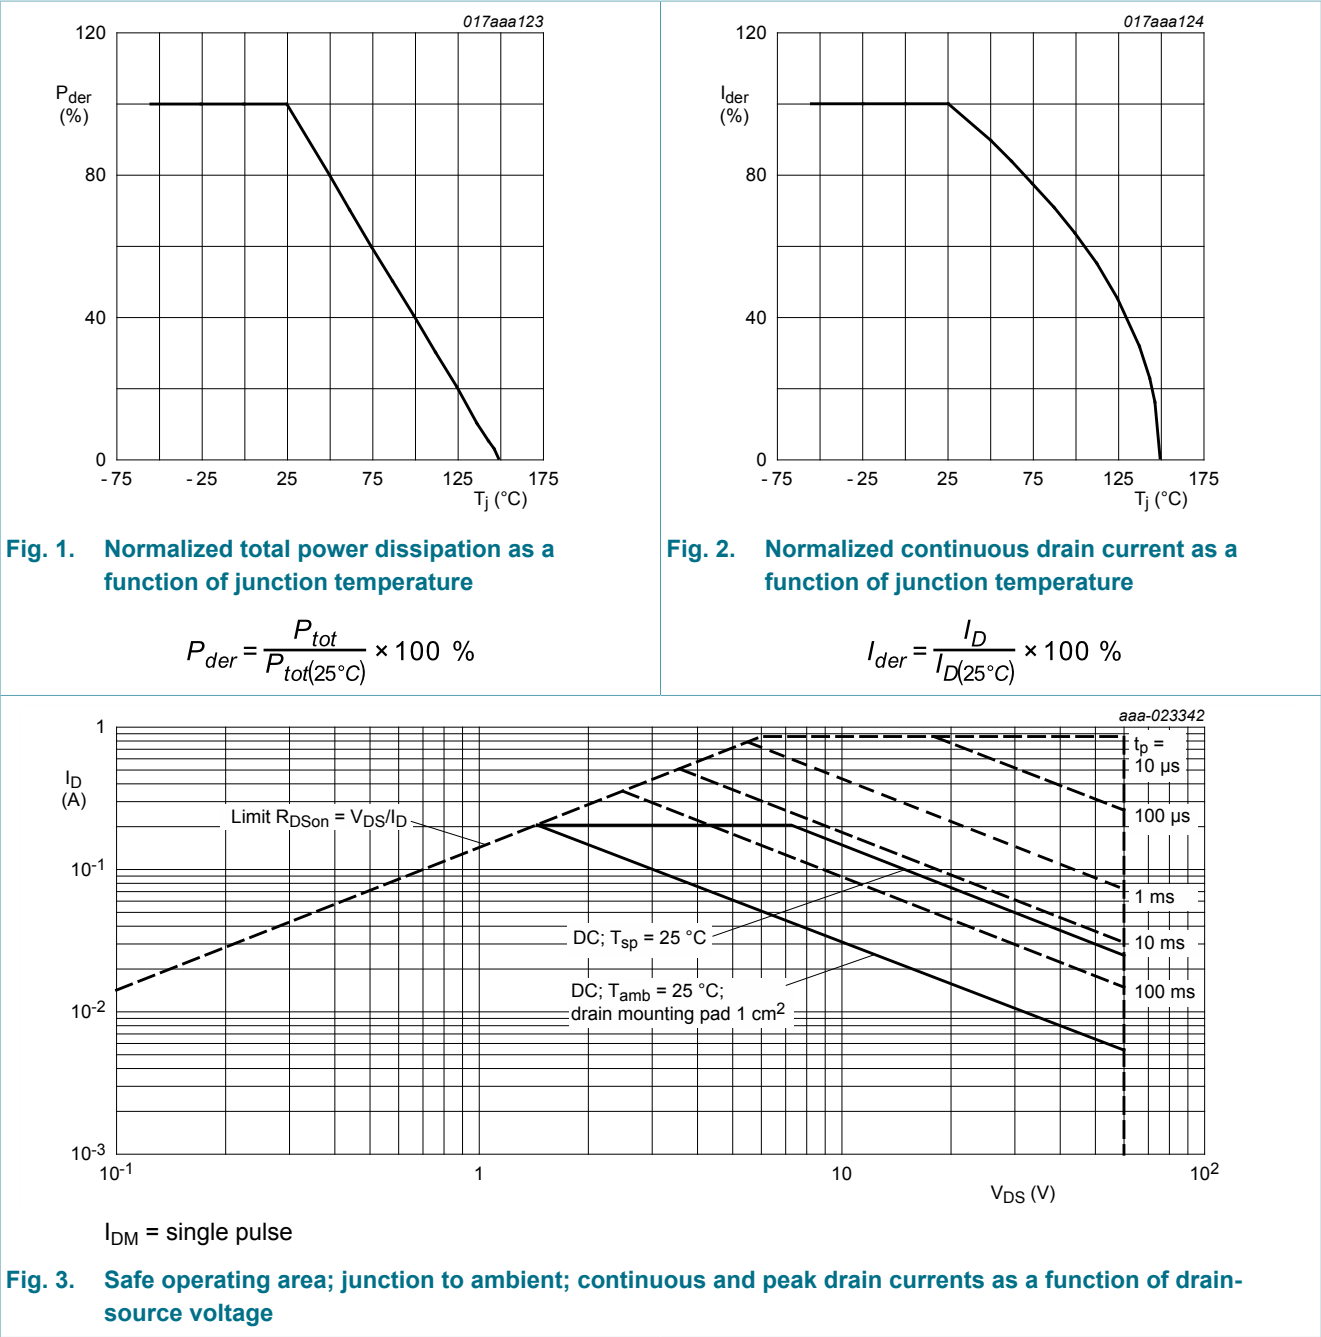 017aaa123
120
P_der
(%)
80
40
0
-75 -25 25 75 125 175
T_j (°C)
Fig. 1. Normalized total power dissipation as a
function of junction temperature
P_der = P_tot / P_tot(25°C) × 100 %
017aaa124
120
I_der
(%)
80
40
0
-75 -25 25 75 125 175
T_j (°C)
Fig. 2. Normalized continuous drain current as a
function of junction temperature
I_der = I_D / I_D(25°C) × 100 %
aaa-023342
1
I_D
(A)
10^-1
10^-2
10^-3
Limit R_DSon = V_DS/I_D
DC; T_sp = 25 °C
DC; T_amb = 25 °C;
drain mounting pad 1 cm²
t_p =
10 µs
100 µs
1 ms
10 ms
100 ms
10^-1 1 10 10^2
V_DS (V)
I_DM = single pulse
Fig. 3. Safe operating area; junction to ambient; continuous and peak drain currents as a function of drain-
source voltage